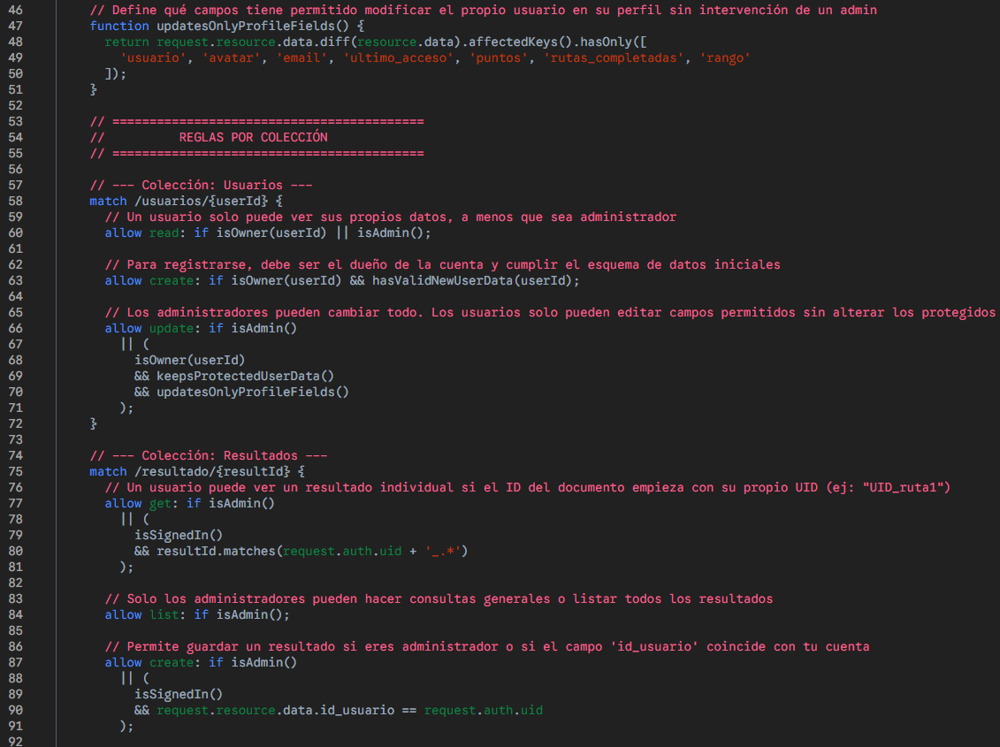 46 // Define qué campos tiene permitido modificar el propio usuario en su perfil sin intervención de un admin
47 function updatesOnlyProfileFields() {
48 return request.resource.data.diff(resource.data).affectedKeys().hasOnly([
49 'usuario', 'avatar', 'email', 'ultimo_acceso', 'puntos', 'rutas_completadas', 'rango'
50 ]);
51 }
52
53 // ==========================================
54 // REGLAS POR COLECCIÓN
55 // ==========================================
56
57 // --- Colección: Usuarios ---
58 match /usuarios/{userId} {
59 // Un usuario solo puede ver sus propios datos, a menos que sea administrador
60 allow read: if isOwner(userId) || isAdmin();
61
62 // Para registrarse, debe ser el dueño de la cuenta y cumplir el esquema de datos iniciales
63 allow create: if isOwner(userId) && hasValidNewUserData(userId);
64
65 // Los administradores pueden cambiar todo. Los usuarios solo pueden editar campos permitidos sin alterar los protegidos
66 allow update: if isAdmin()
67 || (
68 isOwner(userId)
69 && keepsProtectedUserData()
70 && updatesOnlyProfileFields()
71 );
72 }
73
74 // --- Colección: Resultados ---
75 match /resultado/{resultId} {
76 // Un usuario puede ver un resultado individual si el ID del documento empieza con su propio UID (ej: "UID_ruta1")
77 allow get: if isAdmin()
78 || (
79 isSignedIn()
80 && resultId.matches(request.auth.uid + '_.*')
81 );
82
83 // Solo los administradores pueden hacer consultas generales o listar todos los resultados
84 allow list: if isAdmin();
85
86 // Permite guardar un resultado si eres administrador o si el campo 'id_usuario' coincide con tu cuenta
87 allow create: if isAdmin()
88 || (
89 isSignedIn()
90 && request.resource.data.id_usuario == request.auth.uid
91 );
92